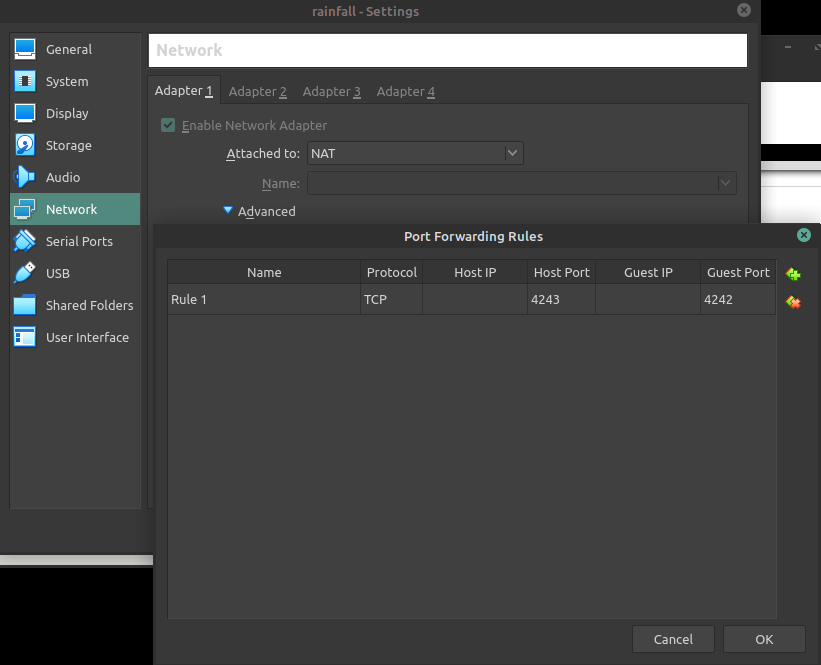 rainfall - Settings
General
System
Display
Storage
Audio
Network
Serial Ports
USB
Shared Folders
User Interface
Network
Adapter 1 Adapter 2 Adapter 3 Adapter 4
Enable Network Adapter
Attached to: NAT
Name:
Advanced
Port Forwarding Rules
Name Protocol Host IP Host Port Guest IP Guest Port
Rule 1 TCP 4243 4242
Cancel OK